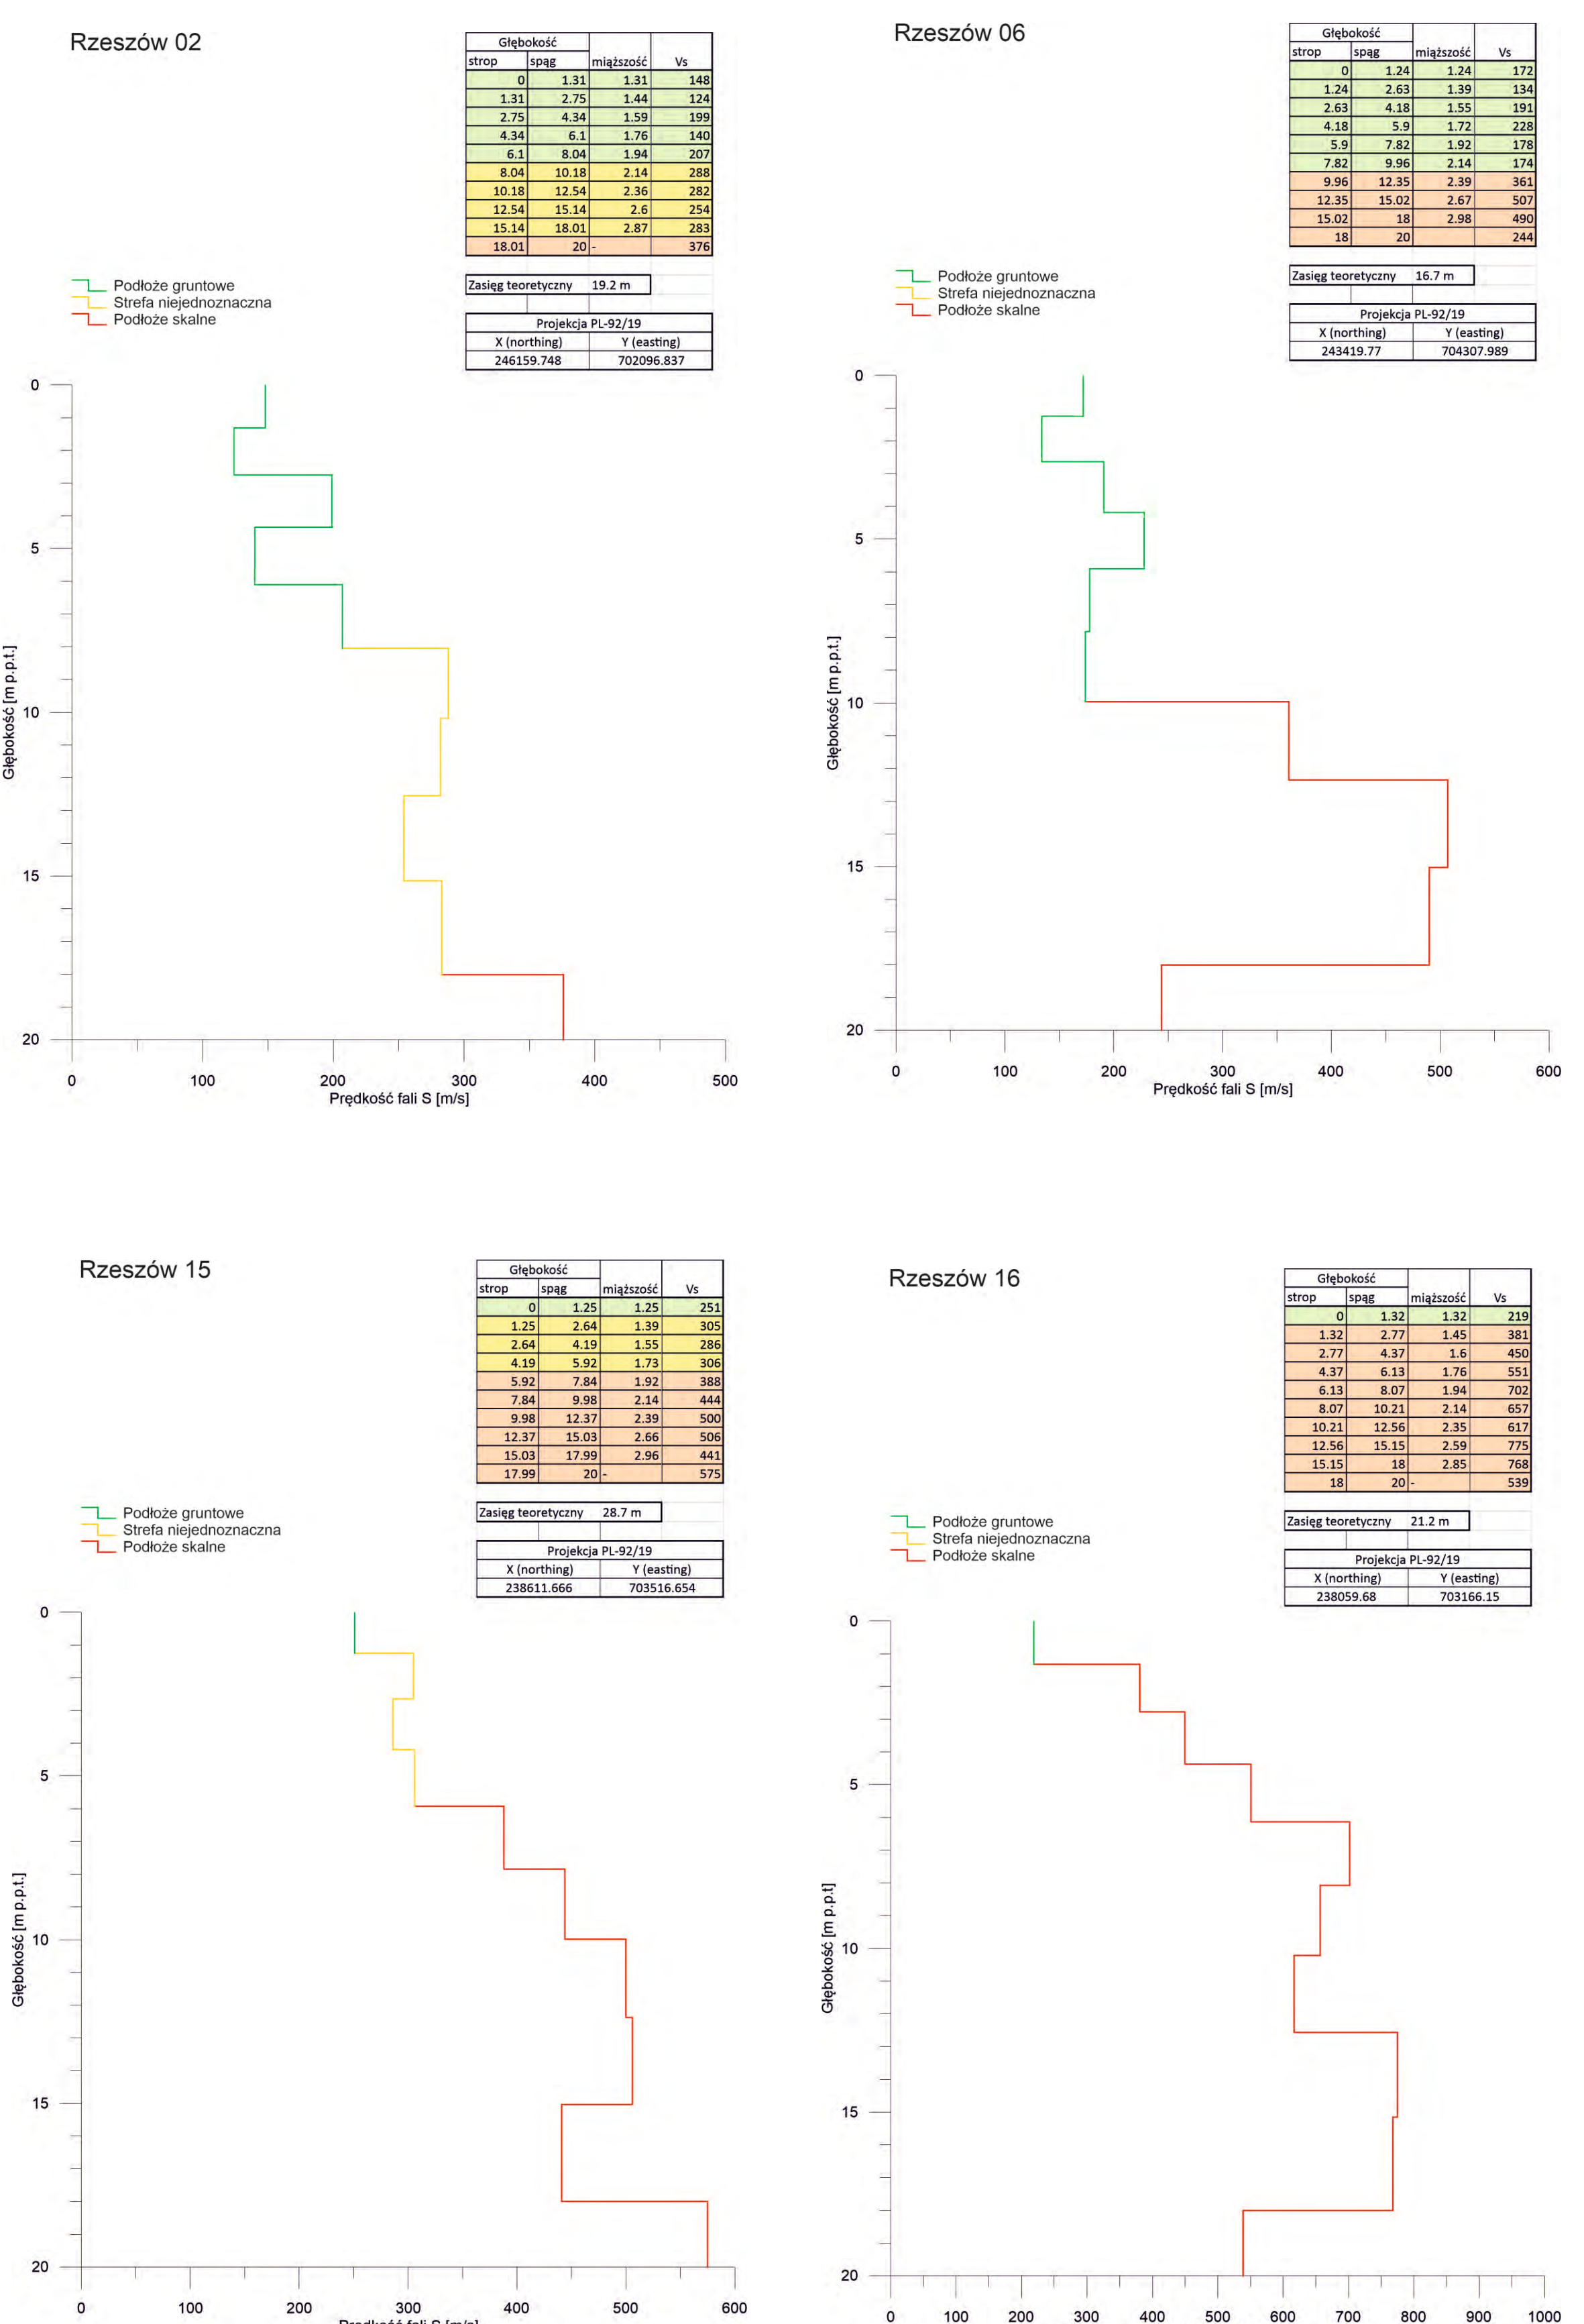 Rzeszów 02
Głębokość
strop spąg miąższość Vs
0 1.31 1.31 148
1.31 2.75 1.44 124
2.75 4.34 1.59 199
4.34 6.1 1.76 140
6.1 8.04 1.94 207
8.04 10.18 2.14 288
10.18 12.54 2.36 282
12.54 15.14 2.6 254
15.14 18.01 2.87 283
18.01 20 - 376
Zasięg teoretyczny 19.2 m
Projekcja PL-92/19
X (northing) Y (easting)
246159.748 702096.837
Podłoże gruntowe
Strefa niejednoznaczna
Podłoże skalne
0
5
10
15
20
Głębokość [m p.p.t.]
0 100 200 300 400 500
Prędkość fali S [m/s]
Rzeszów 06
Głębokość
strop spąg miąższość Vs
0 1.24 1.24 172
1.24 2.63 1.39 134
2.63 4.18 1.55 191
4.18 5.9 1.72 228
5.9 7.82 1.92 178
7.82 9.96 2.14 174
9.96 12.35 2.39 361
12.35 15.02 2.67 507
15.02 18 2.98 490
18 20 244
Zasięg teoretyczny 16.7 m
Projekcja PL-92/19
X (northing) Y (easting)
243419.77 704307.989
Podłoże gruntowe
Strefa niejednoznaczna
Podłoże skalne
0
5
10
15
20
Głębokość [m p.p.t.]
0 100 200 300 400 500 600
Prędkość fali S [m/s]
Rzeszów 15
Głębokość
strop spąg miąższość Vs
0 1.25 1.25 251
1.25 2.64 1.39 305
2.64 4.19 1.55 286
4.19 5.92 1.73 306
5.92 7.84 1.92 388
7.84 9.98 2.14 444
9.98 12.37 2.39 500
12.37 15.03 2.66 506
15.03 17.99 2.96 441
17.99 20 - 575
Zasięg teoretyczny 28.7 m
Projekcja PL-92/19
X (northing) Y (easting)
238611.666 703516.654
Podłoże gruntowe
Strefa niejednoznaczna
Podłoże skalne
0
5
10
15
20
Głębokość [m p.p.t.]
0 100 200 300 400 500 600
Prędkość fali S [m/s]
Rzeszów 16
Głębokość
strop spąg miąższość Vs
0 1.32 1.32 219
1.32 2.77 1.45 381
2.77 4.37 1.6 450
4.37 6.13 1.76 551
6.13 8.07 1.94 702
8.07 10.21 2.14 657
10.21 12.56 2.35 617
12.56 15.15 2.59 775
15.15 18 2.85 768
18 20 - 539
Zasięg teoretyczny 21.2 m
Projekcja PL-92/19
X (northing) Y (easting)
238059.68 703166.15
Podłoże gruntowe
Strefa niejednoznaczna
Podłoże skalne
0
5
10
15
20
Głębokość [m p.p.t]
0 100 200 300 400 500 600 700 800 900 1000